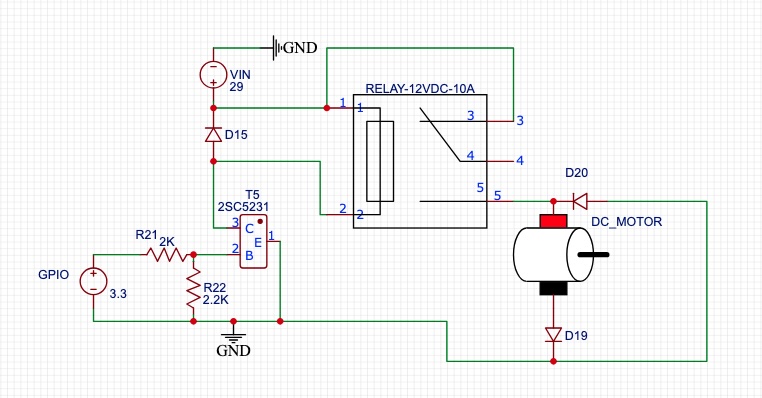 GND
VIN
29
RELAY-12VDC-10A
1
1
3
3
D15
4
4
D20
T5
2SC5231
5
5
2
2
3
C
E
1
2
B
DC_MOTOR
R21
2K
GPIO
+
−
3.3
R22
2.2K
D19
GND